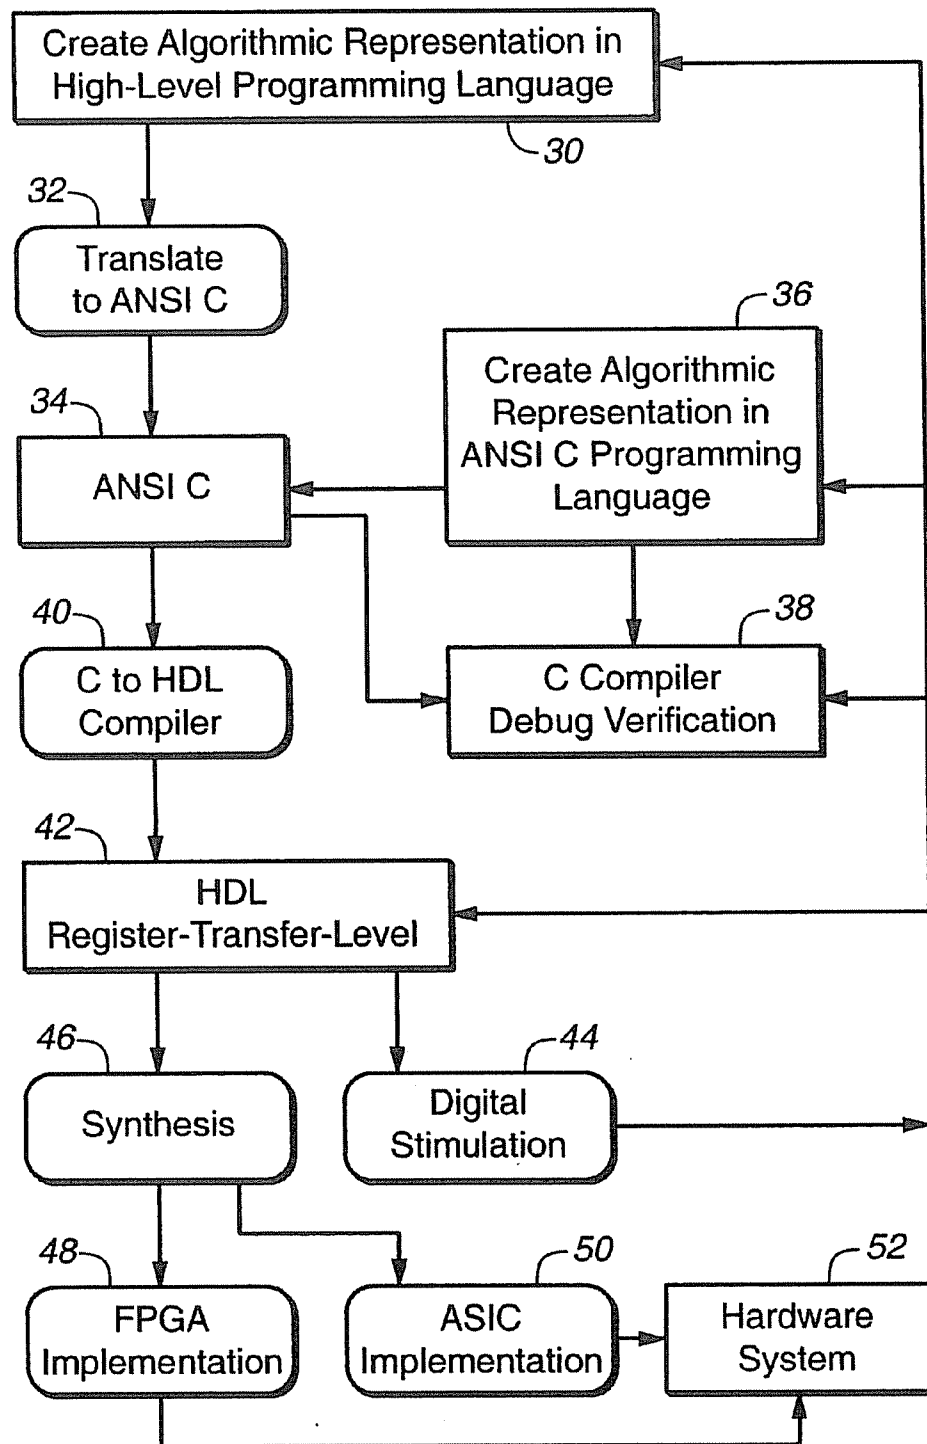 Create Algorithmic Representation in
High-Level Programming Language
30
32
Translate
to ANSI C
36
Create Algorithmic
Representation in
ANSI C Programming
Language
34
ANSI C
40
C to HDL
Compiler
38
C Compiler
Debug Verification
42
HDL
Register-Transfer-Level
46
Synthesis
44
Digital
Stimulation
48
FPGA
Implementation
50
ASIC
Implementation
52
Hardware
System